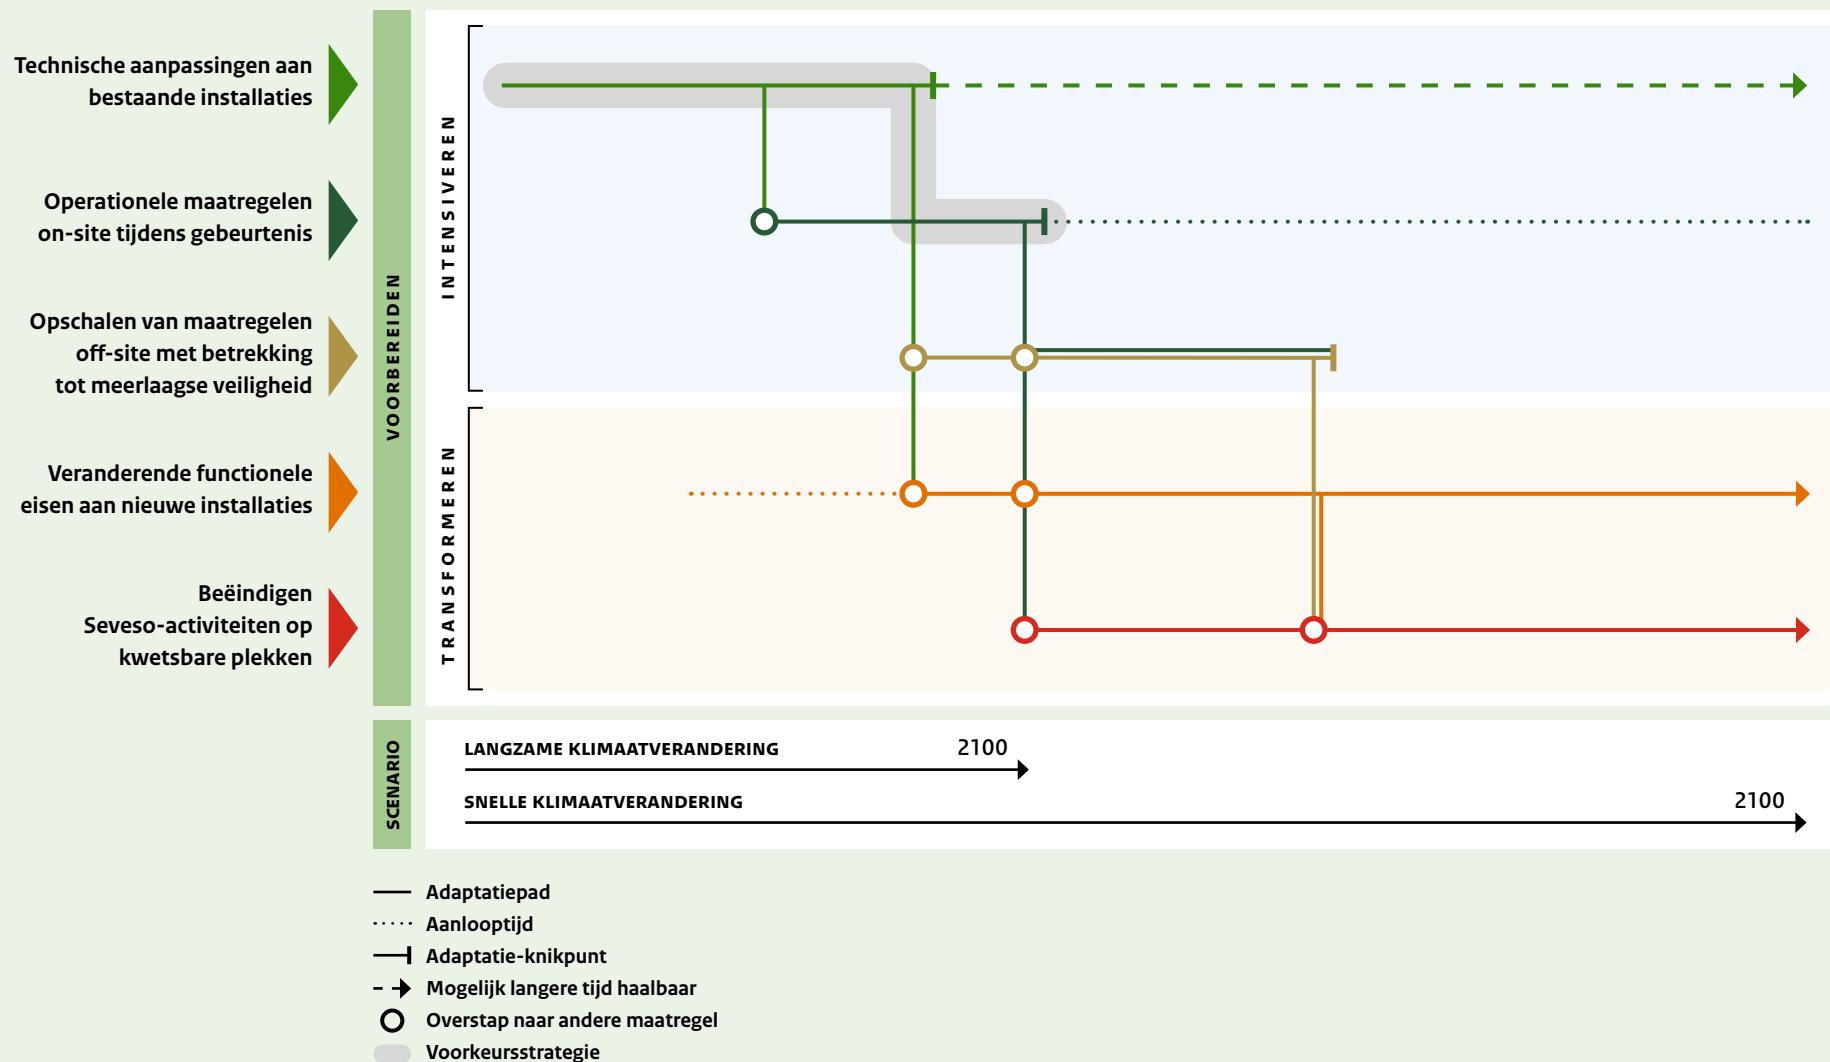 Technische aanpassingen aan
bestaande installaties
Operationele maatregelen
on-site tijdens gebeurtenis
Opschalen van maatregelen
off-site met betrekking
tot meerlaagse veiligheid
Veranderende functionele
eisen aan nieuwe installaties
Beëindigen
Seveso-activiteiten op
kwetsbare plekken
VOORBEREIDEN
INTENSIVEREN
TRANSFORMEREN
SCENARIO
LANGZAME KLIMAATVERANDERING
2100
SNELLE KLIMAATVERANDERING
2100
Adaptatiepad
Aanlooptijd
Adaptatie-knikpunt
Mogelijk langere tijd haalbaar
Overstap naar andere maatregel
Voorkeursstrategie